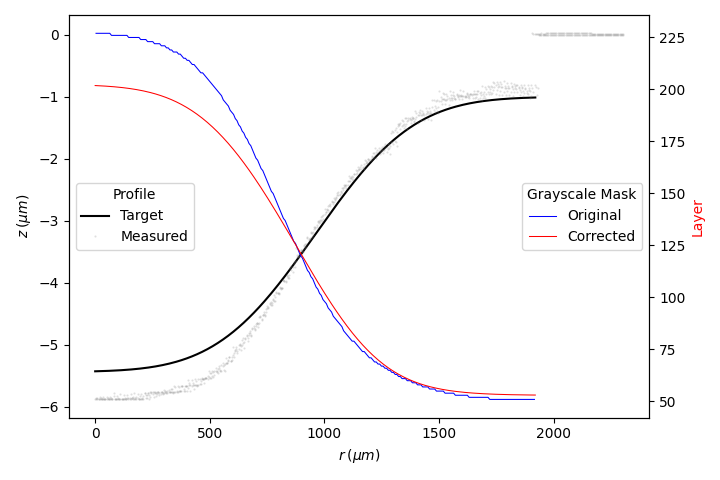 0
−1
−2
−3
−4
−5
−6
z (μm)
Profile
Target
Measured
Grayscale Mask
Original
Corrected
225
200
175
150
125
100
75
50
Layer
0
500
1000
1500
2000
r (μm)